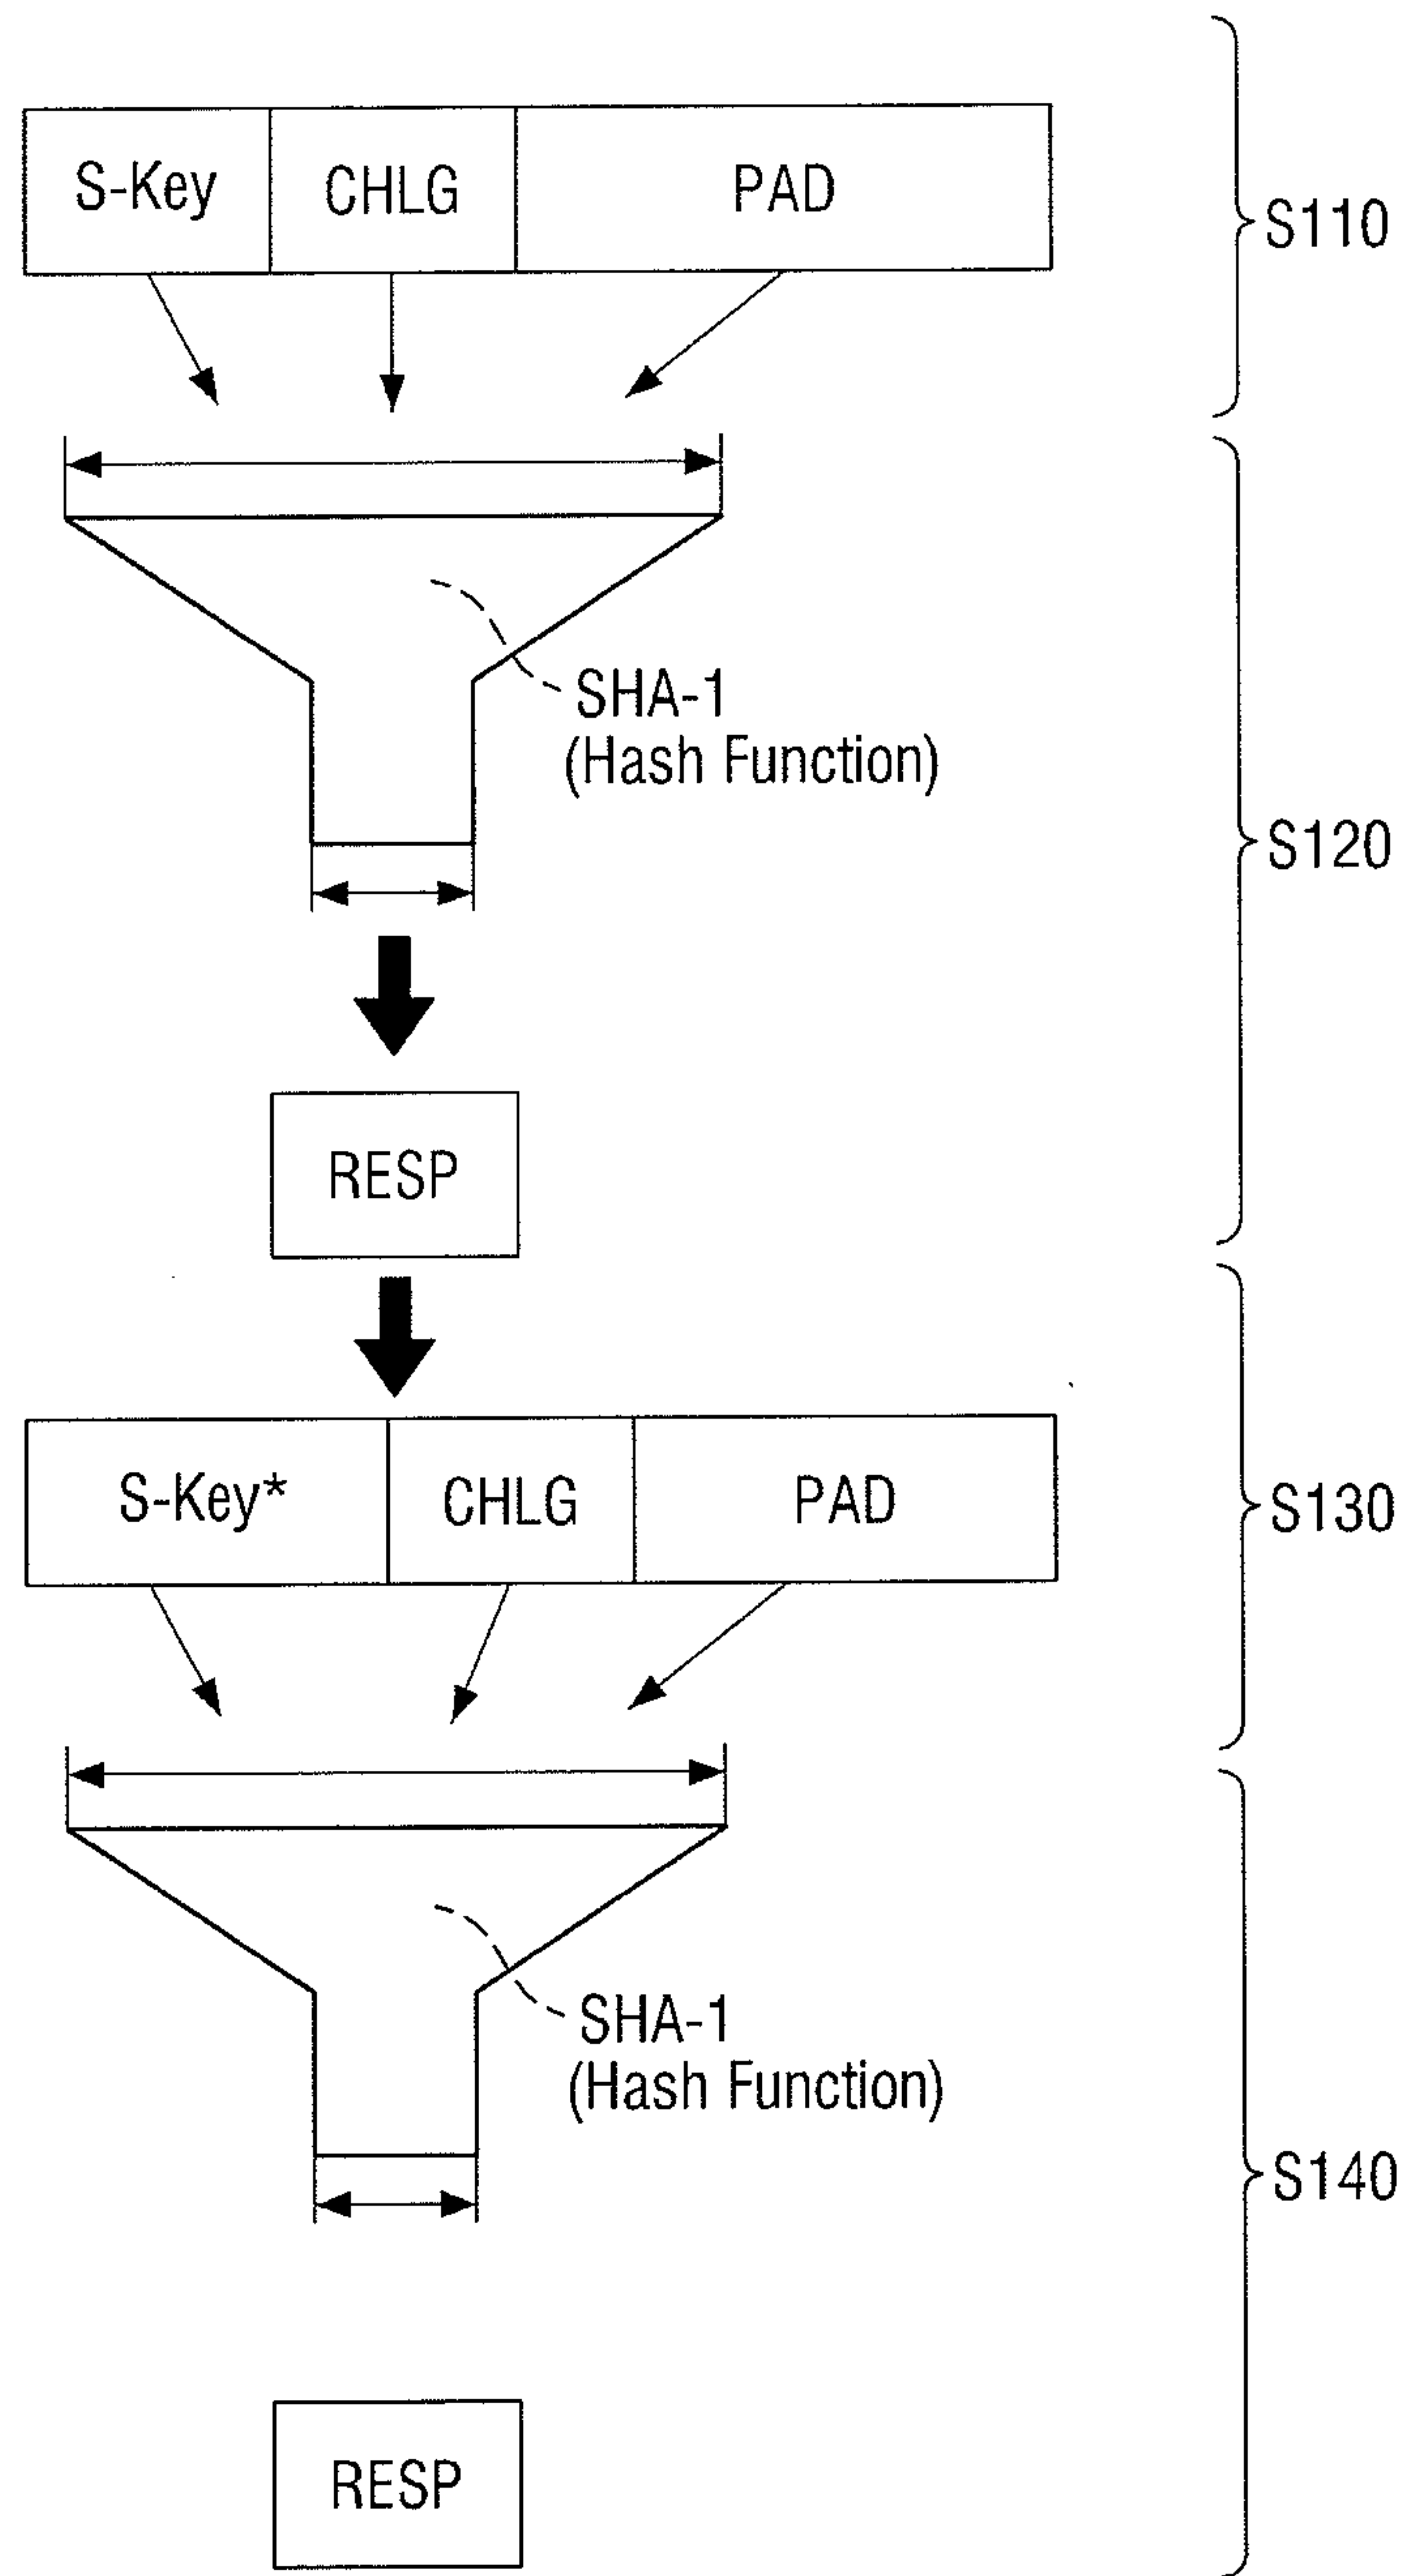 S-Key CHLG PAD
S110
SHA-1
(Hash Function)
S120
RESP
S-Key* CHLG PAD
S130
SHA-1
(Hash Function)
S140
RESP